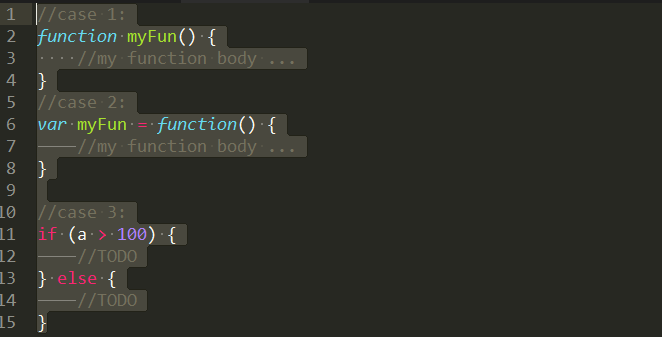 1 //case 1:
2 function myFun() {
3     //my function body ...
4 }
5 //case 2:
6 var myFun = function() {
7     //my function body ...
8 }
9
10 //case 3:
11 if (a > 100) {
12     //TODO
13 } else {
14     //TODO
15 }